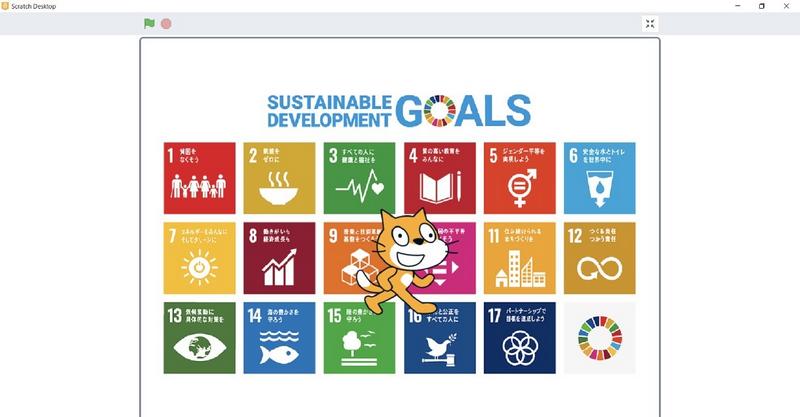 Scratch Desktop
SUSTAINABLE
DEVELOPMENT
GOALS
1 貧困を
なくそう
2 飢餓を
ゼロに
3 すべての人に
健康と福祉を
4 質の高い教育を
みんなに
5 ジェンダー平等を
実現しよう
6 安全な水とトイレ
を世界中に
7 エネルギーをみんなに
そしてクリーンに
8 働きがいも
経済成長も
9 産業と技術革新
基盤をつく
国の不平等
そう
11 住み続けられる
まちづくりを
12 つくる責任
つかう責任
13 気候変動に
具体的な対策を
14 海の豊かさを
守ろう
15 陸の豊かさ
守ろう
16 と公正を
すべての人に
17 パートナーシップで
目標を達成しよう